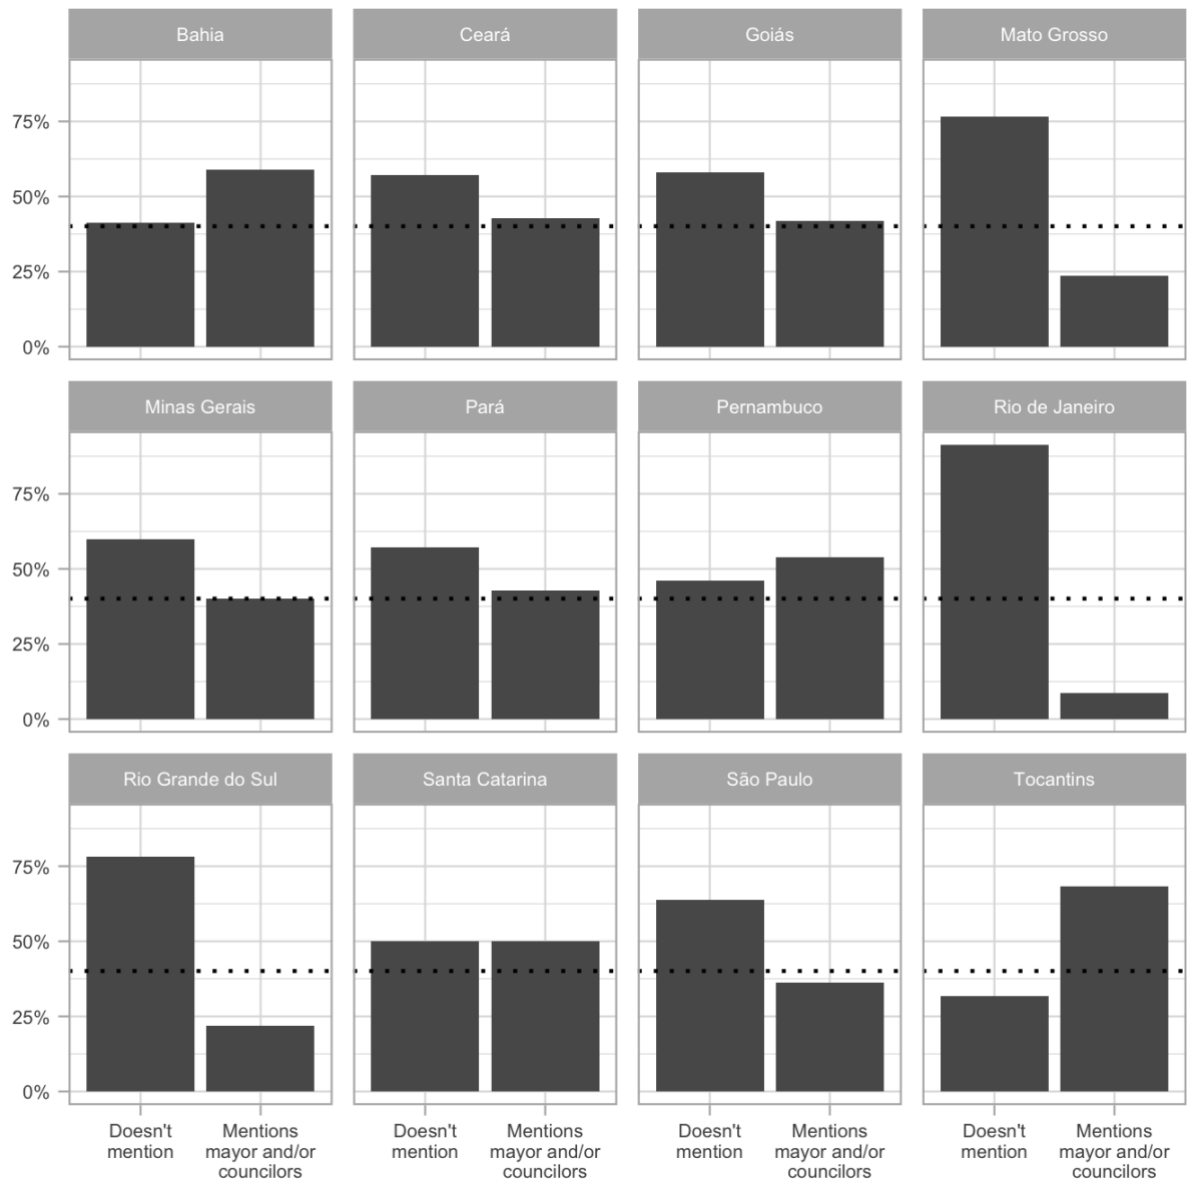 Bahia
Ceará
Goiás
Mato Grosso
75%
50%
25%
0%
Minas Gerais
Pará
Pernambuco
Rio de Janeiro
75%
50%
25%
0%
Rio Grande do Sul
Santa Catarina
São Paulo
Tocantins
75%
50%
25%
0%
Doesn't
mention
Mentions
mayor and/or
councilors
Doesn't
mention
Mentions
mayor and/or
councilors
Doesn't
mention
Mentions
mayor and/or
councilors
Doesn't
mention
Mentions
mayor and/or
councilors